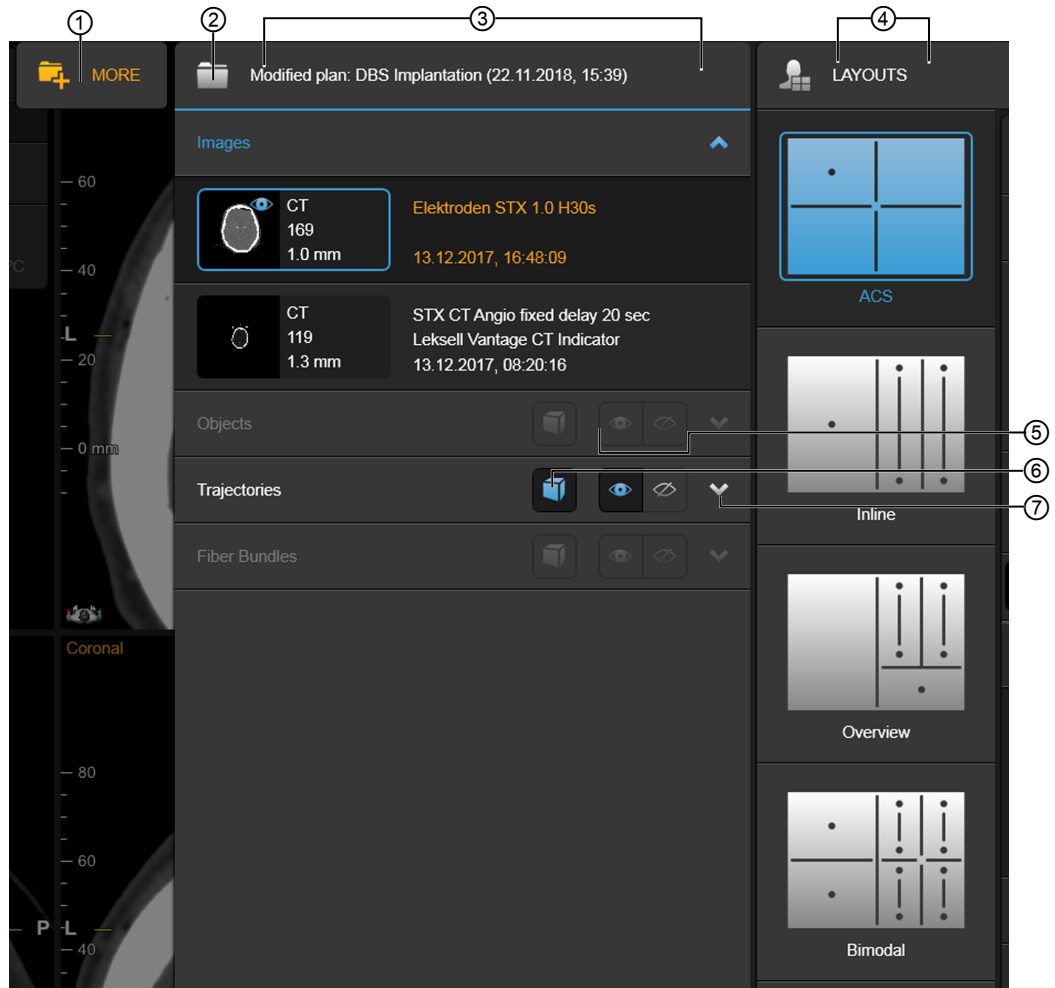 1
2
3
4
MORE
Modified plan: DBS Implantation (22.11.2018, 15:39)
LAYOUTS
Images
CT
169
1.0 mm
Elektroden STX 1.0 H30s
13.12.2017, 16:48:09
CT
119
1.3 mm
STX CT Angio fixed delay 20 sec
Leksell Vantage CT Indicator
13.12.2017, 08:20:16
Objects
Trajectories
Fiber Bundles
5
6
7
ACS
Inline
Overview
Bimodal
60
PC
40
L
20
0 mm
Coronal
80
60
P L
40